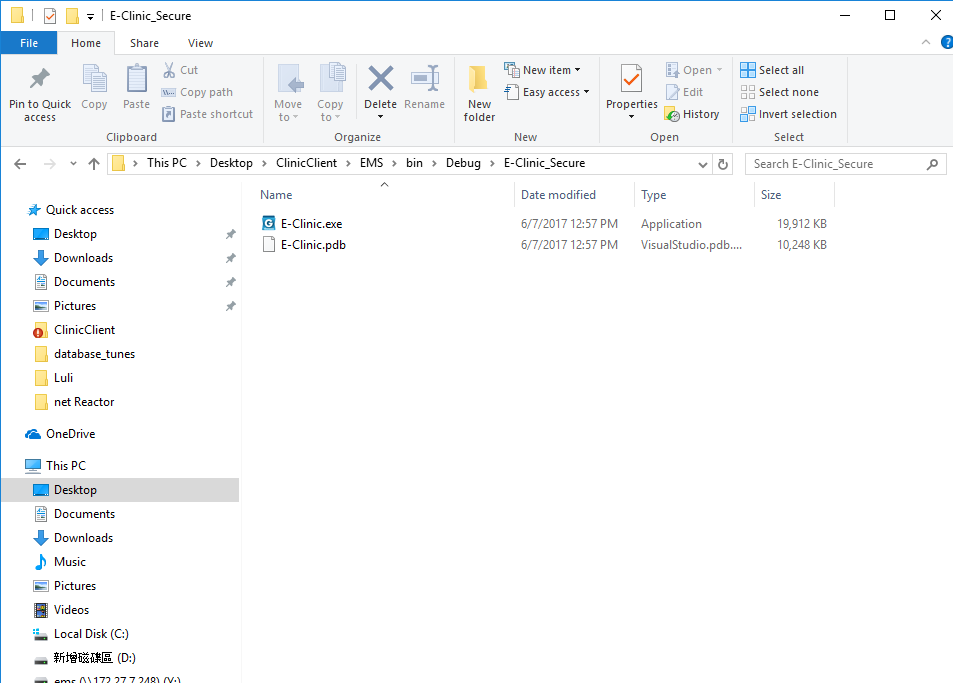 E-Clinic_Secure
File Home Share View
Pin to Quick access
Copy
Paste
Cut
Copy path
Paste shortcut
Clipboard
Move to
Copy to
Delete
Rename
Organize
New folder
New item
Easy access
New
Properties
Open
Edit
History
Open
Select all
Select none
Invert selection
Select
This PC > Desktop > ClinicClient > EMS > bin > Debug > E-Clinic_Secure
Search E-Clinic_Secure
Name Date modified Type Size
E-Clinic.exe 6/7/2017 12:57 PM Application 19,912 KB
E-Clinic.pdb 6/7/2017 12:57 PM VisualStudio.pdb.... 10,248 KB
Quick access
Desktop
Downloads
Documents
Pictures
ClinicClient
database_tunes
Luli
net Reactor
OneDrive
This PC
Desktop
Documents
Downloads
Music
Pictures
Videos
Local Disk (C:)
新增磁碟區 (D:)
ems (\\172.27.7.248) (Y:)